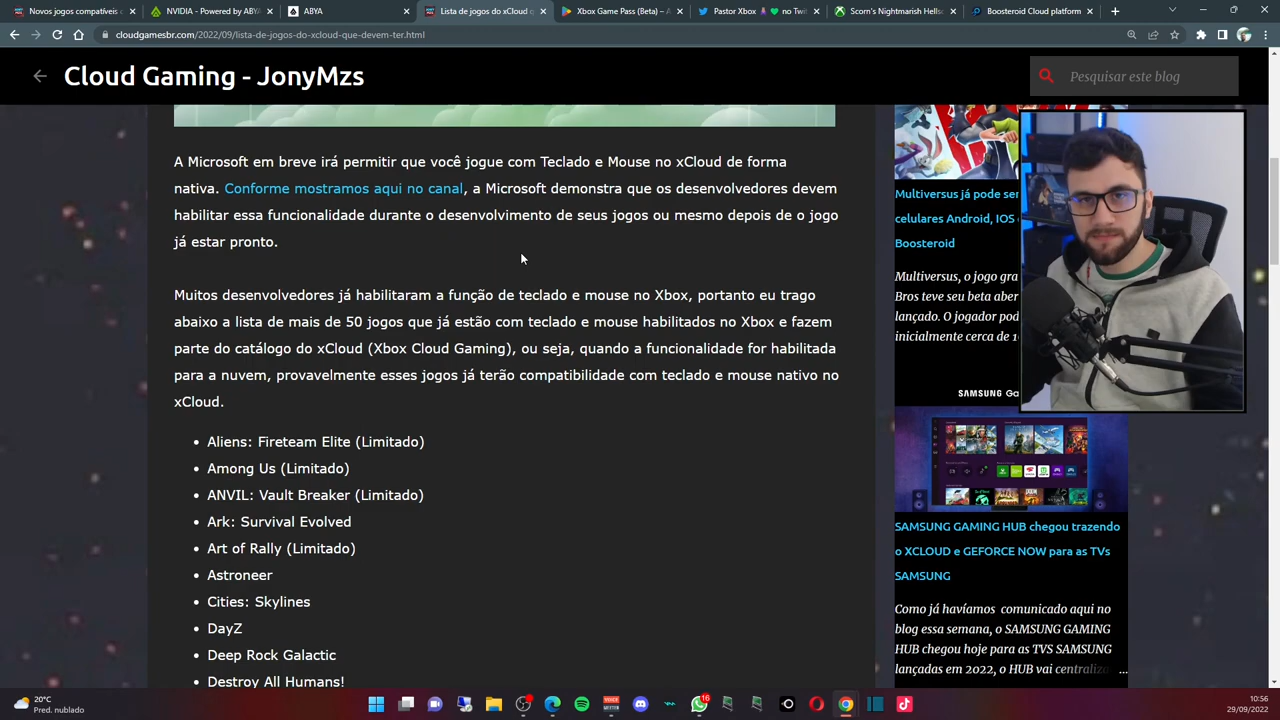 Novos jogos compatíveis c
NVIDIA - Powered by ABYA
ABYA
Lista de jogos do xCloud q
Xbox Game Pass (Beta) – A
Pastor Xbox
no Twit
Scorn's Nightmarish Hells
Boosteroid Cloud platform
cloudgamesbr.com/2022/09/lista-de-jogos-do-xcloud-que-devem-ter.html
Cloud Gaming - JonyMzs
Pesquisar este blog
A Microsoft em breve irá permitir que você jogue com Teclado e Mouse no xCloud de forma
nativa. Conforme mostramos aqui no canal, a Microsoft demonstra que os desenvolvedores devem
habilitar essa funcionalidade durante o desenvolvimento de seus jogos ou mesmo depois de o jogo
já estar pronto.
Muitos desenvolvedores já habilitaram a função de teclado e mouse no Xbox, portanto eu trago
abaixo a lista de mais de 50 jogos que já estão com teclado e mouse habilitados no Xbox e fazem
parte do catálogo do xCloud (Xbox Cloud Gaming), ou seja, quando a funcionalidade for habilitada
para a nuvem, provavelmente esses jogos já terão compatibilidade com teclado e mouse nativo no
xCloud.
• Aliens: Fireteam Elite (Limitado)
• Among Us (Limitado)
• ANVIL: Vault Breaker (Limitado)
• Ark: Survival Evolved
• Art of Rally (Limitado)
• Astroneer
• Cities: Skylines
• DayZ
• Deep Rock Galactic
• Destroy All Humans!
Multiversus já pode ser
celulares Android, IOS
Boosteroid
Multiversus, o jogo gra
Bros teve seu beta aber
lançado. O jogador pod
inicialmente cerca de 1
SAMSUNG Ga
SAMSUNG GAMING HUB chegou trazendo
o XCLOUD e GEFORCE NOW para as TVs
SAMSUNG
Como já havíamos comunicado aqui no
blog essa semana, o SAMSUNG GAMING
HUB chegou hoje para as TVS SAMSUNG
lançadas em 2022, o HUB vai centraliza
...
20°C
Pred. nublado
16
10:56
29/09/2022